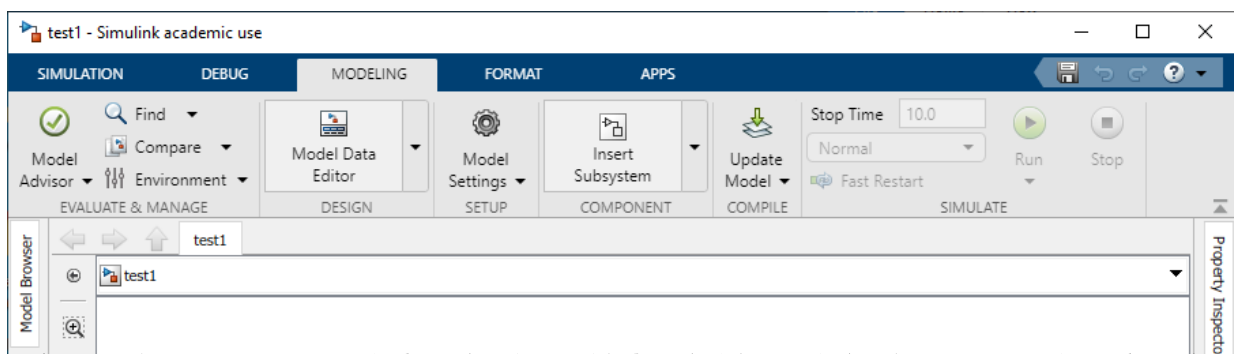 test1 - Simulink academic use
SIMULATION DEBUG MODELING FORMAT APPS
Model Advisor
Find
Compare
Environment
EVALUATE & MANAGE
Model Data Editor
DESIGN
Model Settings
SETUP
Insert Subsystem
COMPONENT
Update Model
COMPILE
Stop Time 10.0
Normal
Fast Restart
Run
Stop
SIMULATE
Model Browser
test1
test1
Property Inspecto